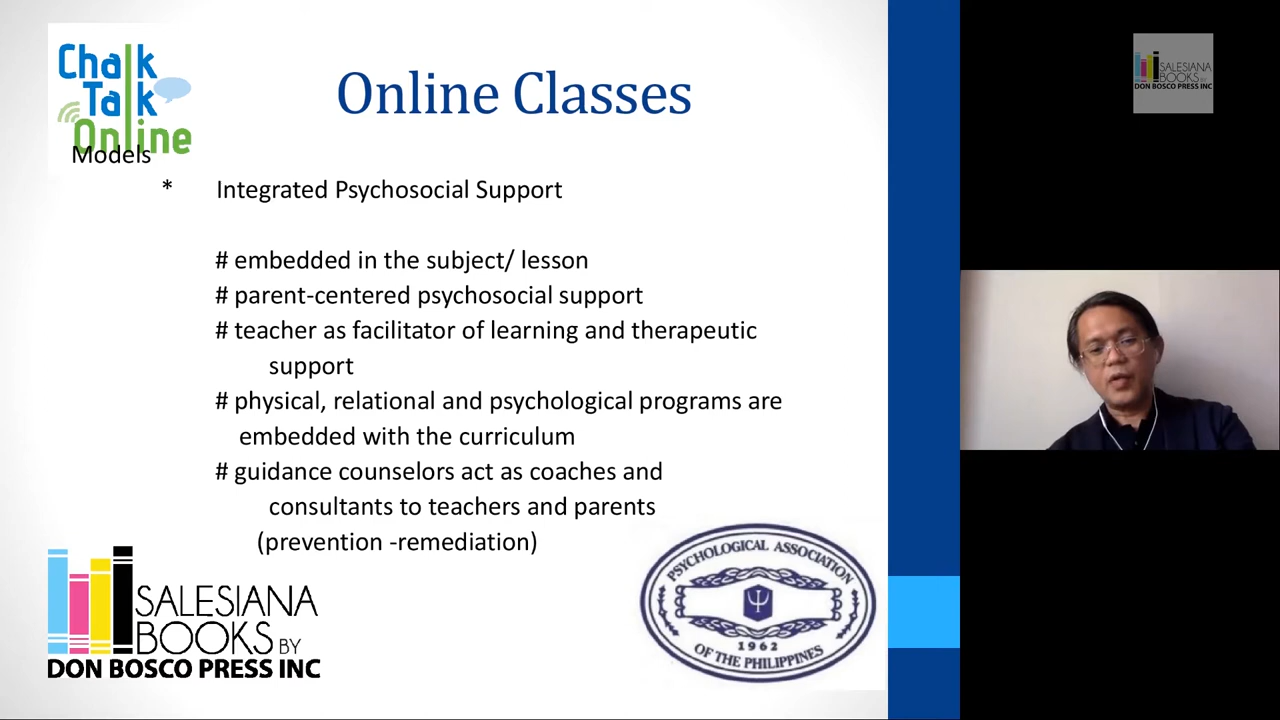 Chalk
Talk
Online
Online Classes
Models
* Integrated Psychosocial Support
# embedded in the subject/ lesson
# parent-centered psychosocial support
# teacher as facilitator of learning and therapeutic
support
# physical, relational and psychological programs are
embedded with the curriculum
# guidance counselors act as coaches and
consultants to teachers and parents
(prevention -remediation)
SALESIANA
BOOKS BY
DON BOSCO PRESS INC
PSYCHOLOGICAL ASSOCIATION
1962
OF THE PHILIPPINES
SALESIANA
BOOKS BY
DON BOSCO PRESS INC